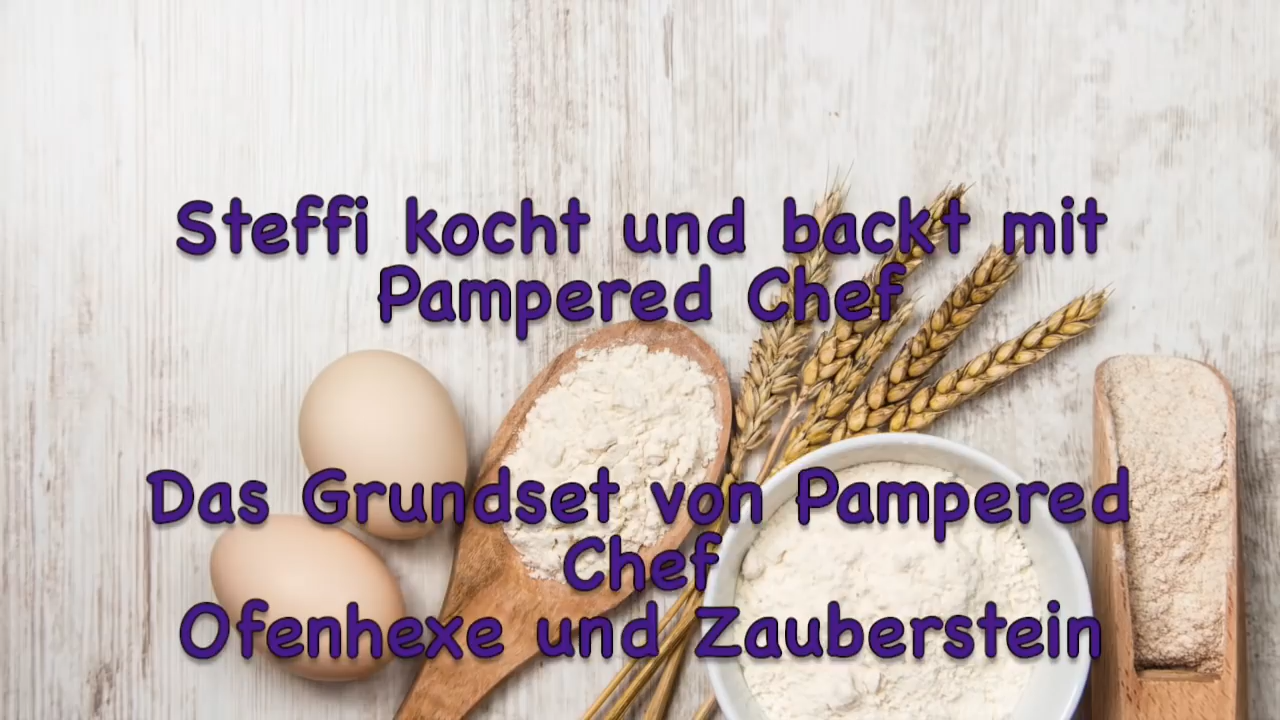 Steffi kocht und backt mit
Pampered Chef
Das Grundset von Pampered
Chef
Ofenhexe und Zauberstein